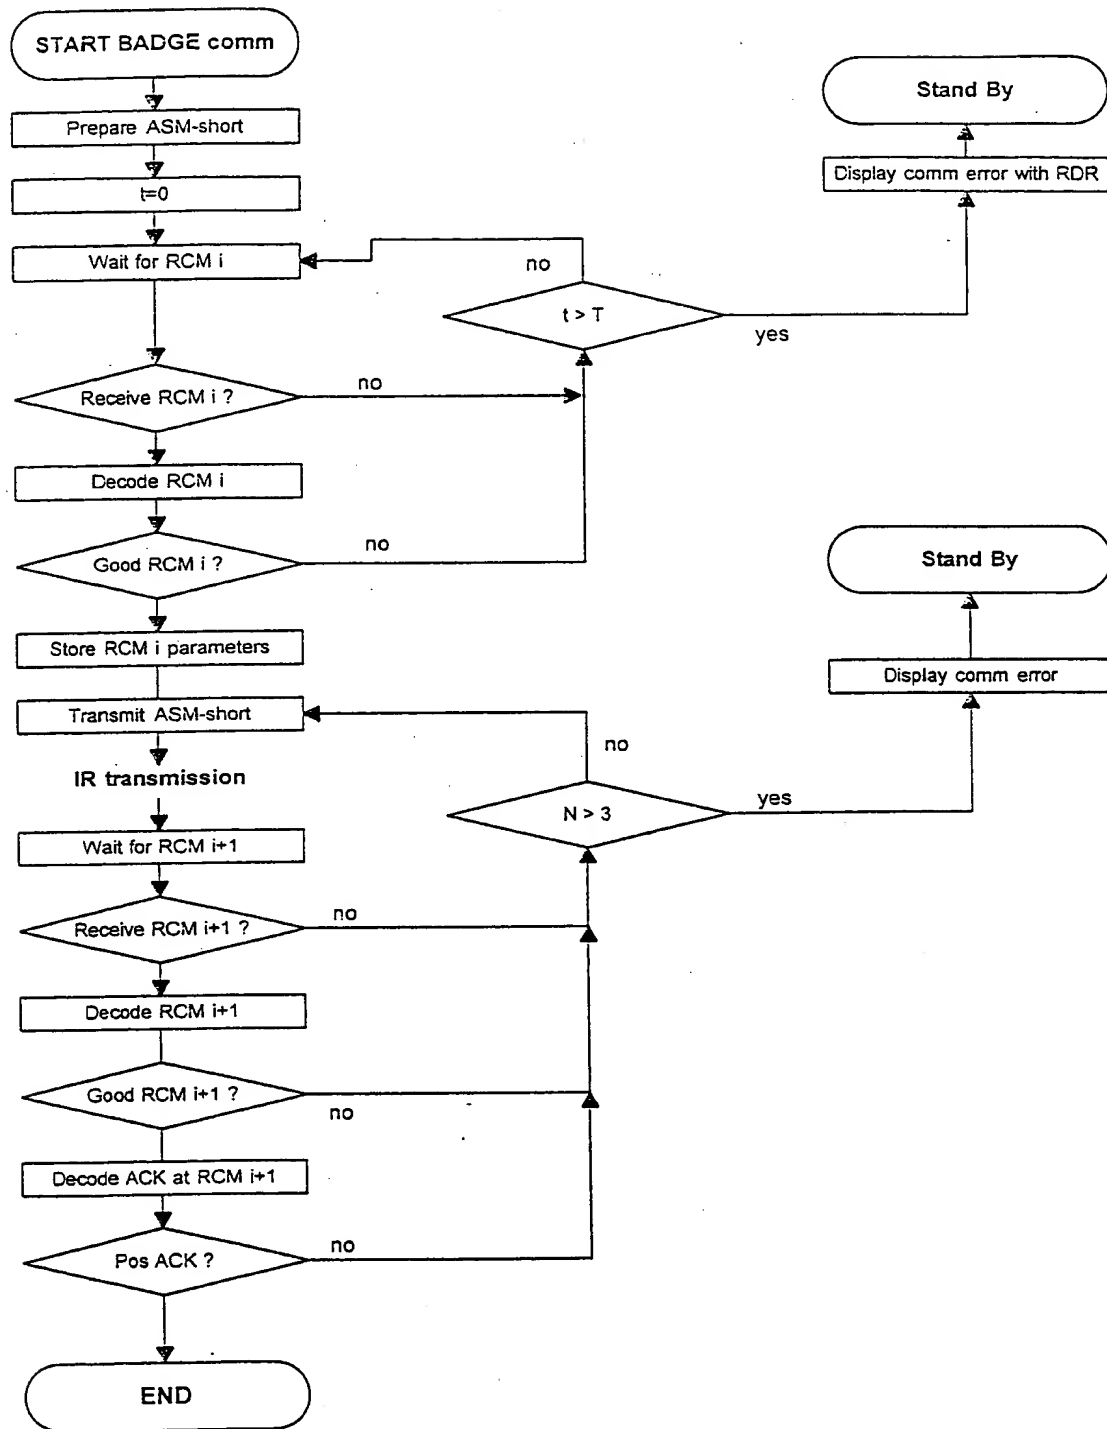 START BADGE comm
Stand By
Prepare ASM-short
Display comm error with RDR
t=0
Wait for RCM i
no
t > T
yes
Receive RCM i ?
no
Decode RCM i
Good RCM i ?
no
Stand By
Store RCM i parameters
Display comm error
Transmit ASM-short
no
IR transmission
N > 3
yes
Wait for RCM i+1
Receive RCM i+1 ?
no
Decode RCM i+1
Good RCM i+1 ?
no
Decode ACK at RCM i+1
Pos ACK ?
no
END